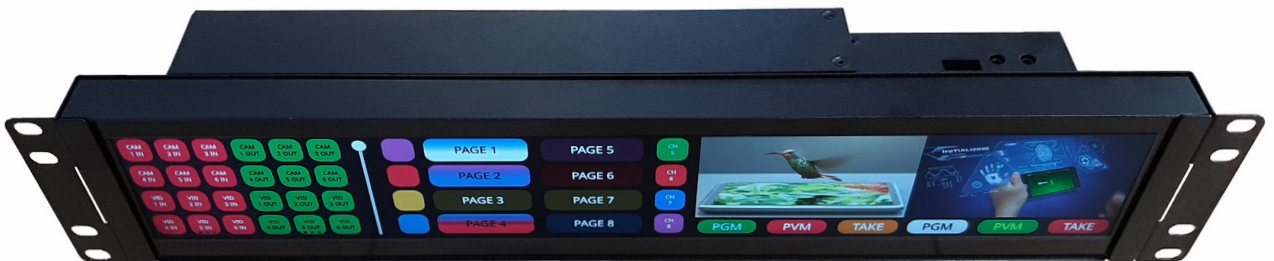 CAM 1 IN CAM 2 IN CAM 3 IN CAM 1 OUT CAM 2 OUT CAM 3 OUT
CAM 4 IN CAM 5 IN CAM 6 IN CAM 4 OUT CAM 5 OUT CAM 6 OUT
VID 1 IN VID 2 IN VID 3 IN VID 1 OUT VID 2 OUT VID 3 OUT
VID 4 IN VID 5 IN VID 5 IN VID 4 OUT VID 5 OUT VID 6 OUT
PAGE 1 PAGE 5 CH 5
PAGE 2 PAGE 6 CH 6
PAGE 3 PAGE 7 CH 7
PAGE 4 PAGE 8 CH 8
INITIALIZING
PGM PVM TAKE PGM PVM TAKE